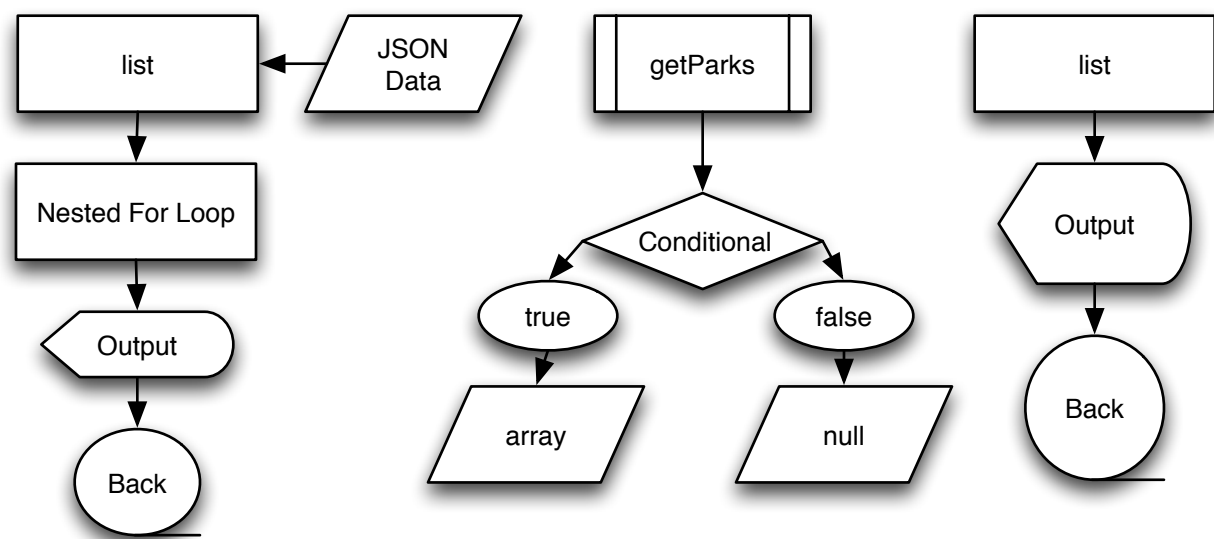 list
JSON
Data
getParks
list
Nested For Loop
Conditional
Output
true
false
Output
Back
array
null
Back